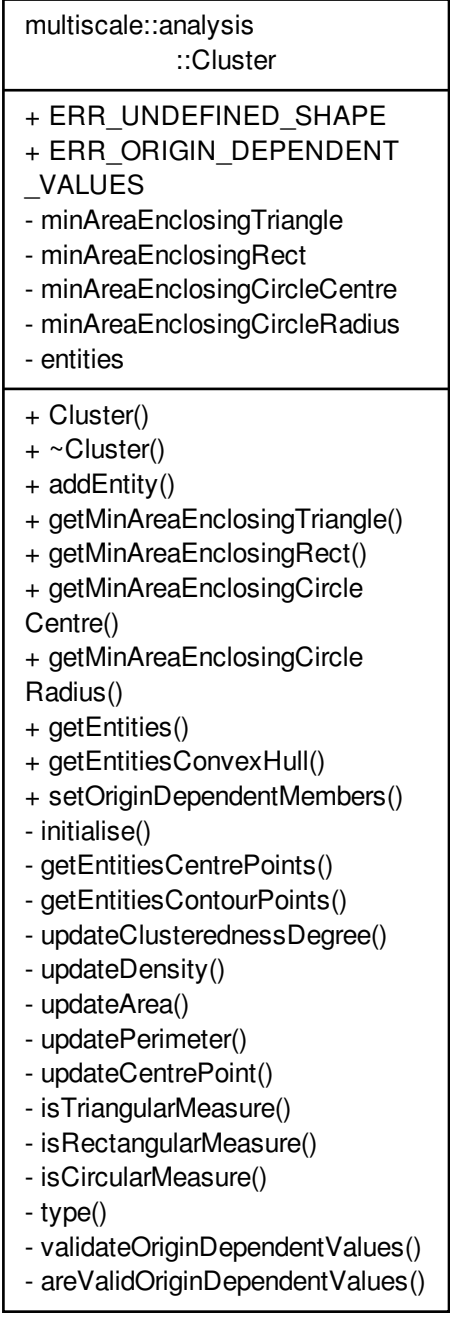 multiscale::analysis
::Cluster
+ ERR_UNDEFINED_SHAPE
+ ERR_ORIGIN_DEPENDENT
_VALUES
- minAreaEnclosingTriangle
- minAreaEnclosingRect
- minAreaEnclosingCircleCentre
- minAreaEnclosingCircleRadius
- entities
+ Cluster()
+ ~Cluster()
+ addEntity()
+ getMinAreaEnclosingTriangle()
+ getMinAreaEnclosingRect()
+ getMinAreaEnclosingCircle
Centre()
+ getMinAreaEnclosingCircle
Radius()
+ getEntities()
+ getEntitiesConvexHull()
+ setOriginDependentMembers()
- initialise()
- getEntitiesCentrePoints()
- getEntitiesContourPoints()
- updateClusterednessDegree()
- updateDensity()
- updateArea()
- updatePerimeter()
- updateCentrePoint()
- isTriangularMeasure()
- isRectangularMeasure()
- isCircularMeasure()
- type()
- validateOriginDependentValues()
- areValidOriginDependentValues()